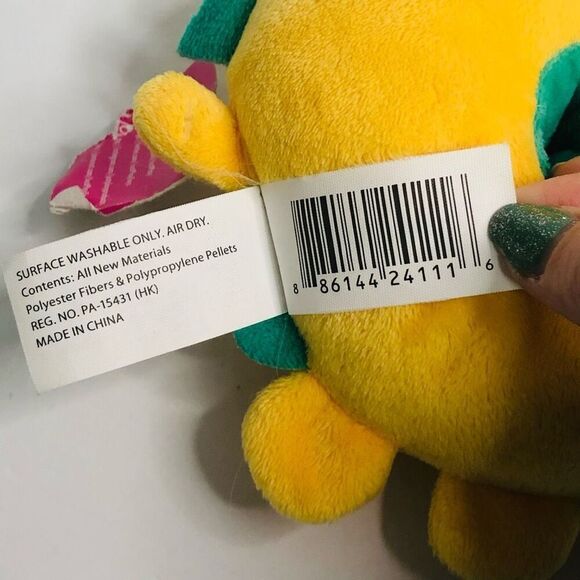 SURFACE WASHABLE ONLY. AIR DRY.
Contents: All New Materials
Polyester Fibers & Polypropylene Pellets
REG. NO. PA-15431 (HK)
MADE IN CHINA
8 86144 24111 6